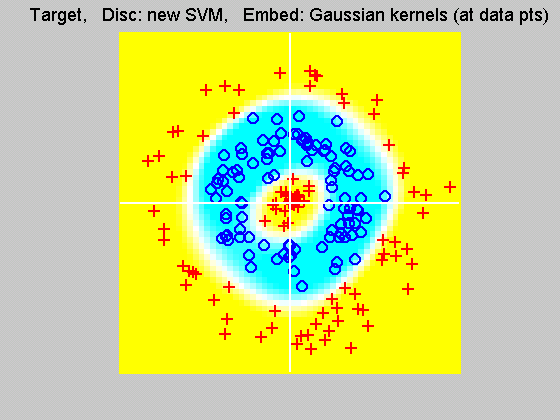 Target,   Disc: new SVM,   Embed: Gaussian kernels (at data pts)